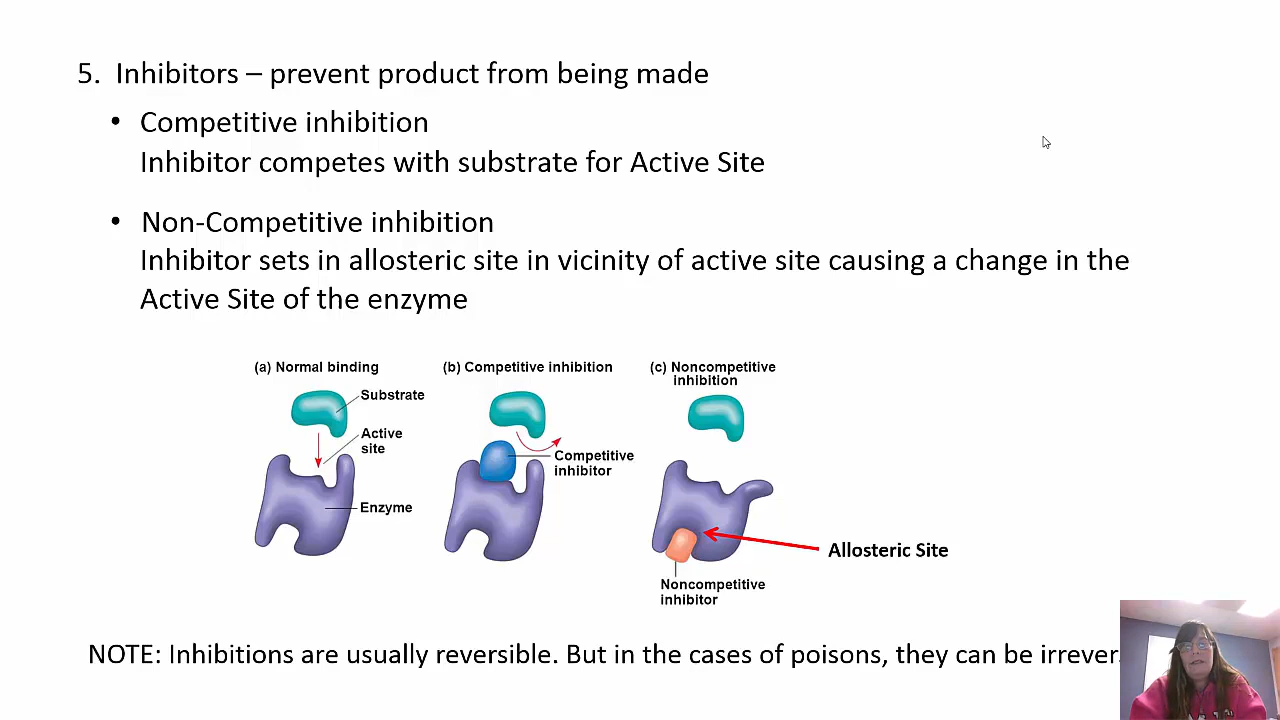 5. Inhibitors – prevent product from being made
• Competitive inhibition
Inhibitor competes with substrate for Active Site
• Non-Competitive inhibition
Inhibitor sets in allosteric site in vicinity of active site causing a change in the
Active Site of the enzyme
(a) Normal binding
Substrate
Active
site
Enzyme
(b) Competitive inhibition
Competitive
inhibitor
(c) Noncompetitive
inhibition
Allosteric Site
Noncompetitive
inhibitor
NOTE: Inhibitions are usually reversible. But in the cases of poisons, they can be